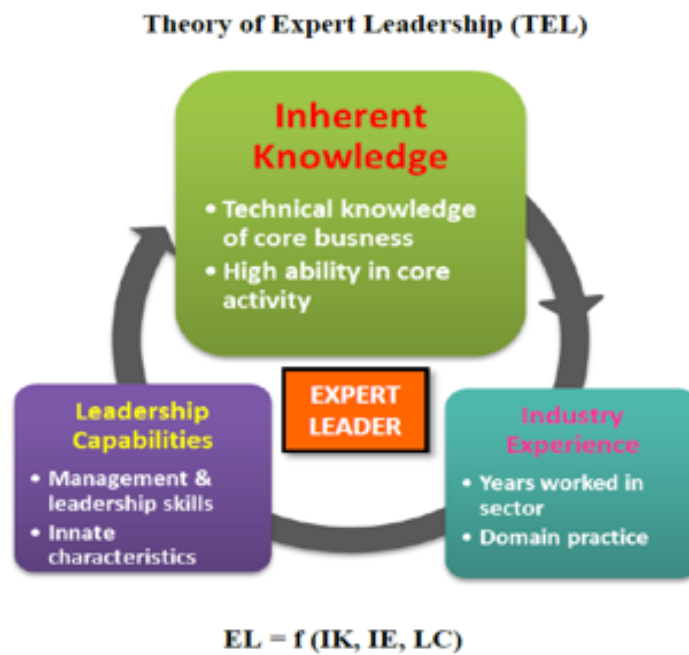 Theory of Expert Leadership (TEL)
Inherent
Knowledge
• Technical knowledge
of core busness
• High ability in core
activity
EXPERT
LEADER
Leadership
Capabilities
• Management &
leadership skills
• Innate
characteristics
Industry
Experience
• Years worked in
sector
• Domain practice
EL = f (IK, IE, LC)